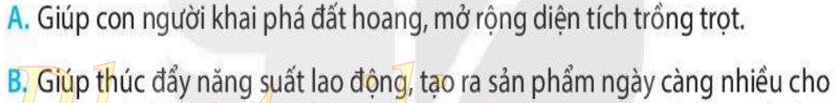 A. Giúp con người khai phá đất hoang, mở rộng diện tích trồng trọt.
B. Giúp thúc đẩy năng suất lao động, tạo ra sản phẩm ngày càng nhiều cho